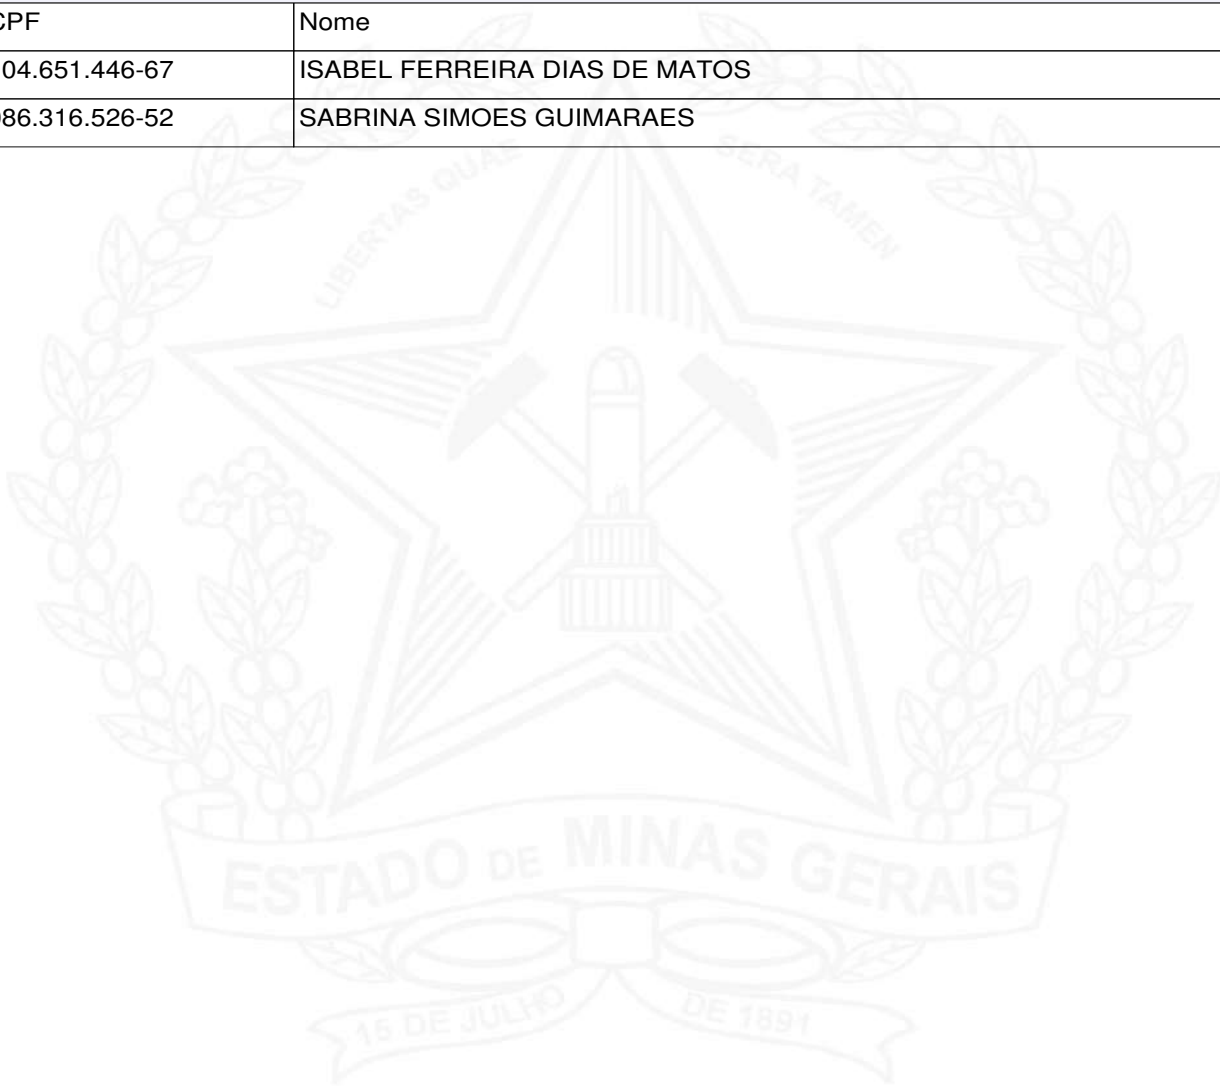 CPF Nome
04.651.446-67 ISABEL FERREIRA DIAS DE MATOS
086.316.526-52 SABRINA SIMOES GUIMARAES
LIBERTAS QUAE SERA TAMEN
ESTADO DE MINAS GERAIS
15 DE JULHO DE 1891